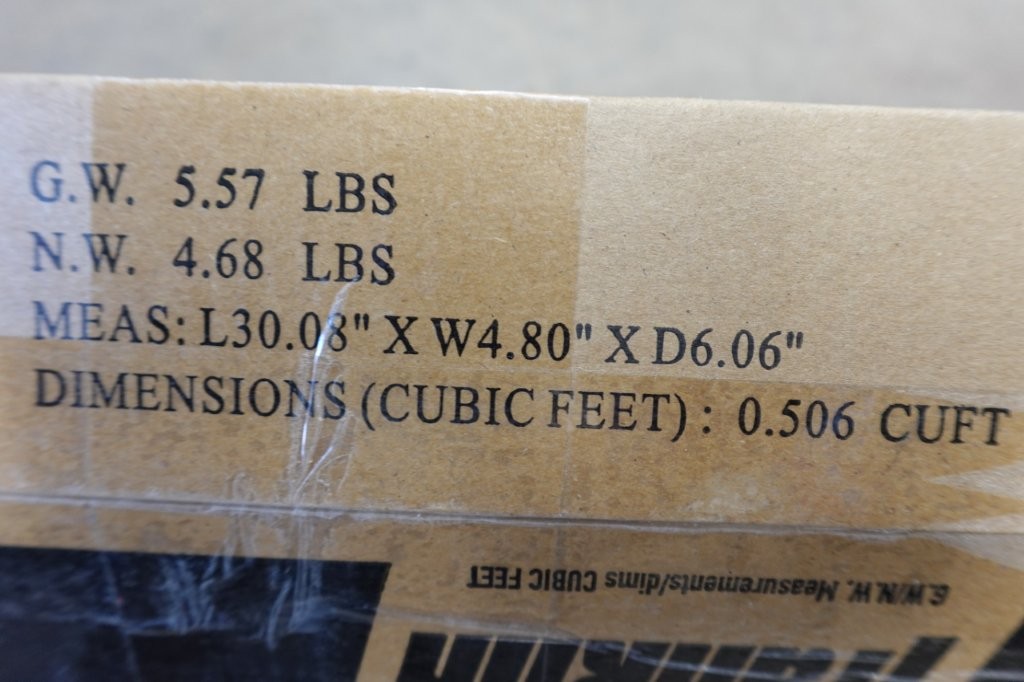 G.W. 5.57 LBS
N.W. 4.68 LBS
MEAS: L30.08" X W4.80" X D6.06"
DIMENSIONS (CUBIC FEET) : 0.506 CUFT
G.W/N.W, Measurements/dims CUBIC FEET